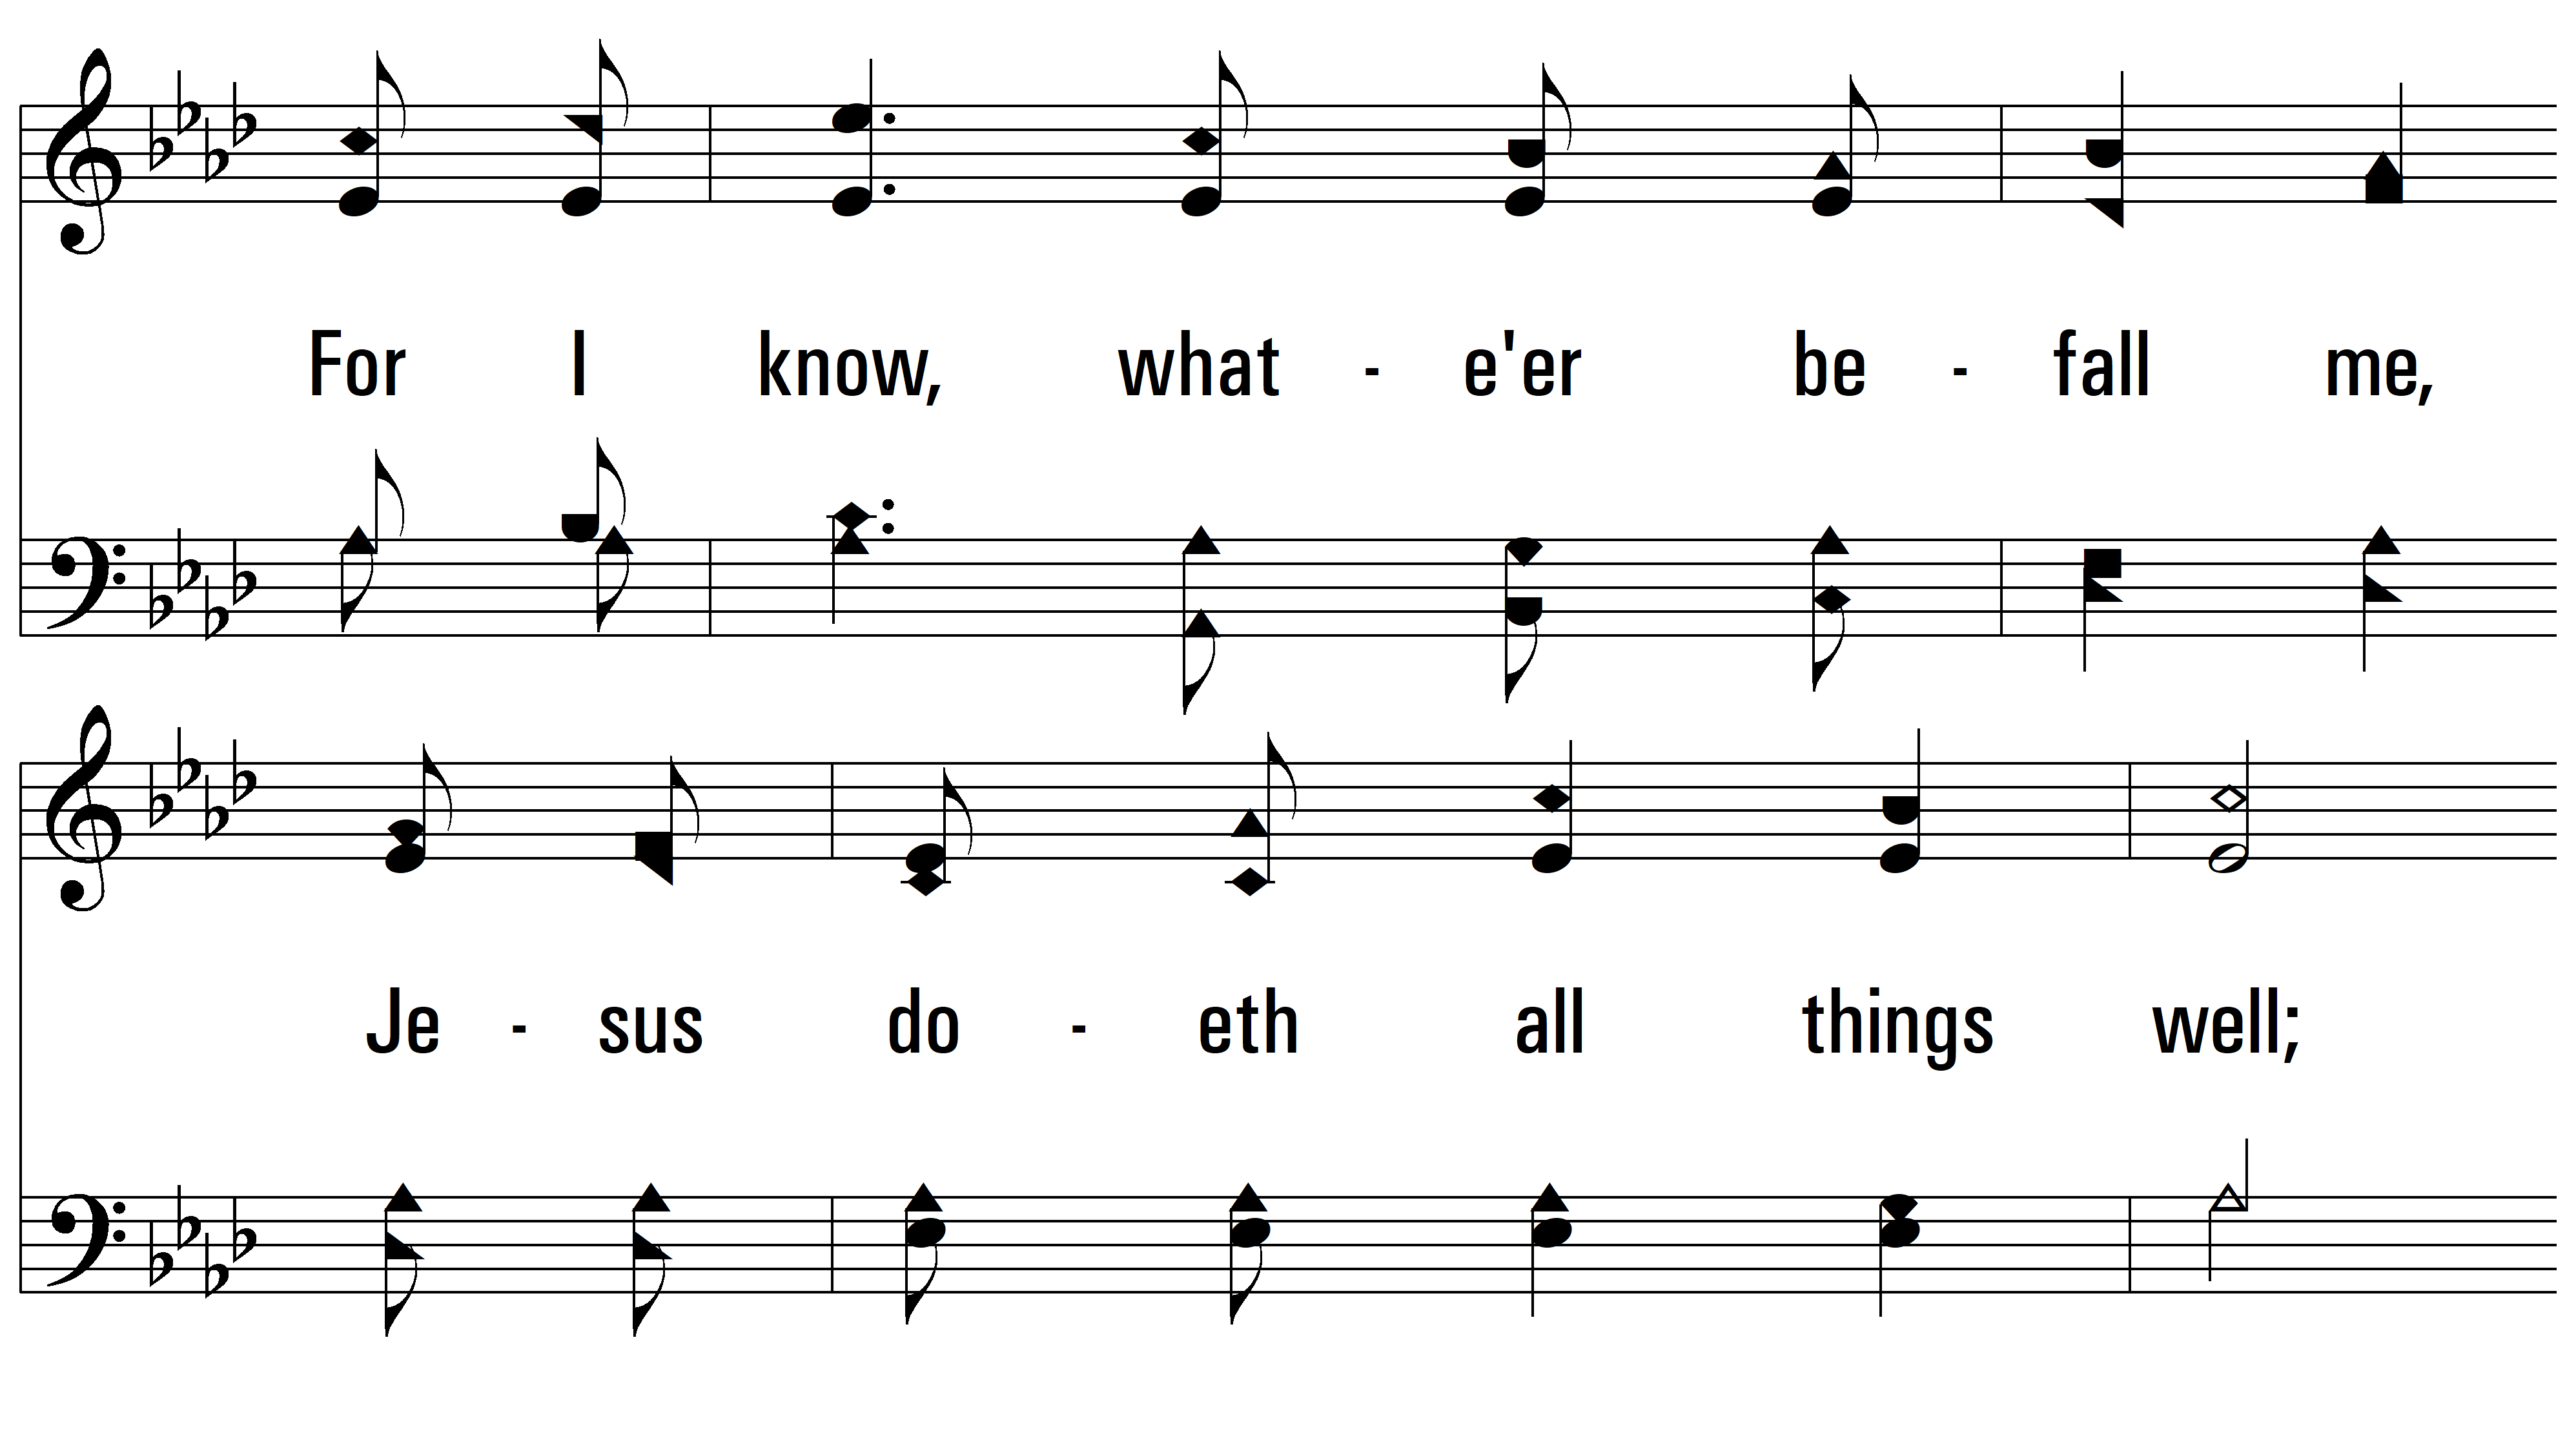 For I know, what - e'er be - fall me,
Je - sus do - eth all things well;